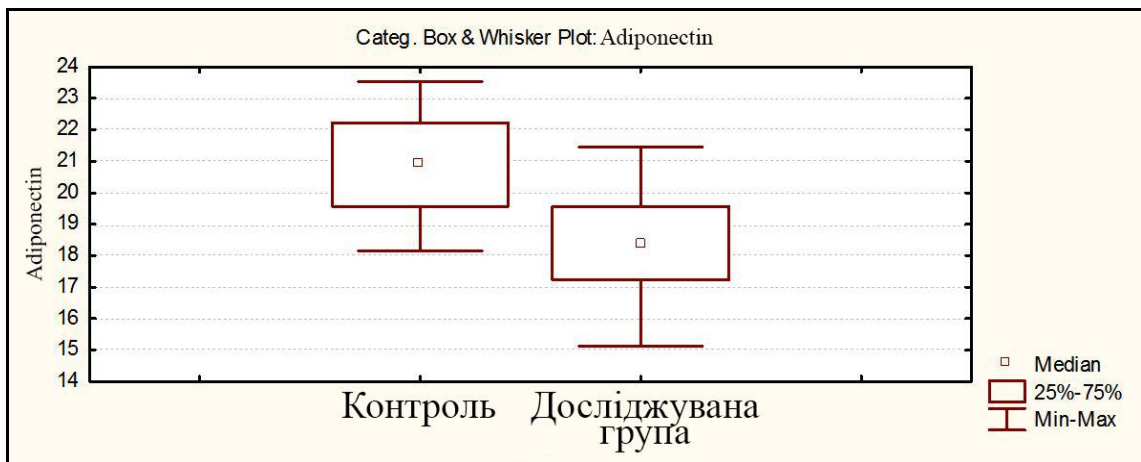 Categ. Box & Whisker Plot: Adiponectin
24
23
22
21
20
19
18
17
16
15
14
Adiponectin
Контроль
Досліджувана
група
Median
25%-75%
Min-Max